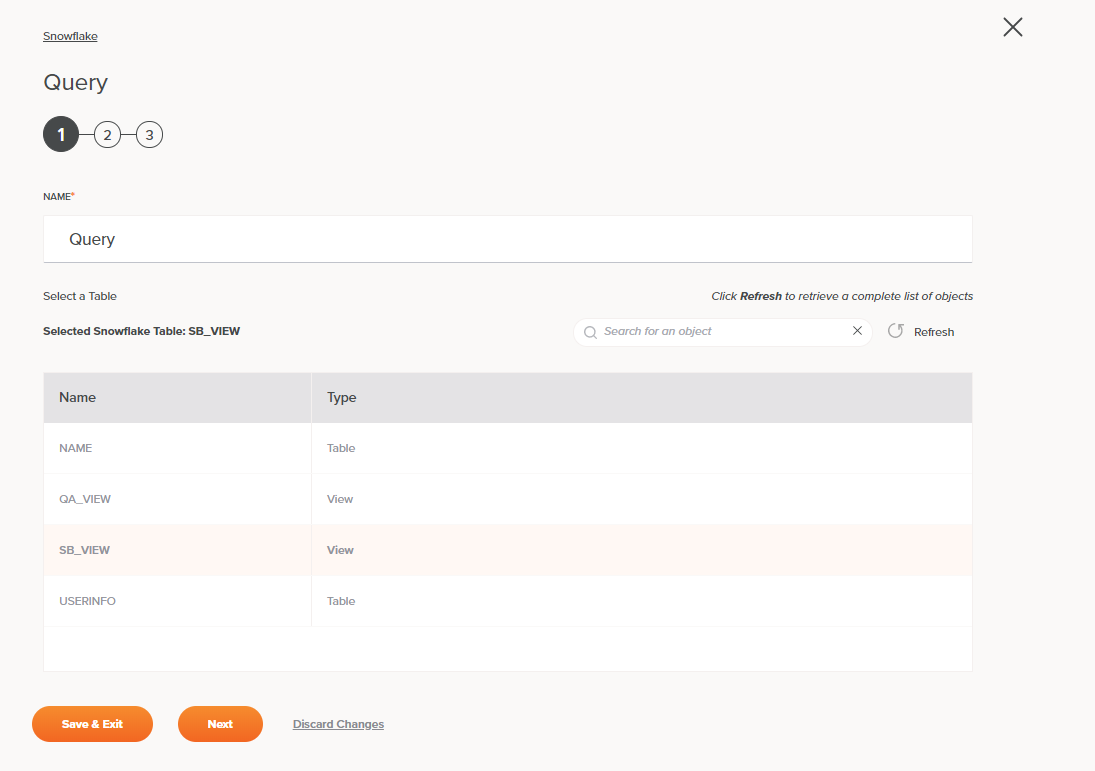 Snowflake
Query
1 2 3
NAME*
Query
Select a Table Click Refresh to retrieve a complete list of objects
Selected Snowflake Table: SB_VIEW Search for an object Refresh
Name Type
NAME Table
QA_VIEW View
SB_VIEW View
USERINFO Table
Save & Exit Next Discard Changes